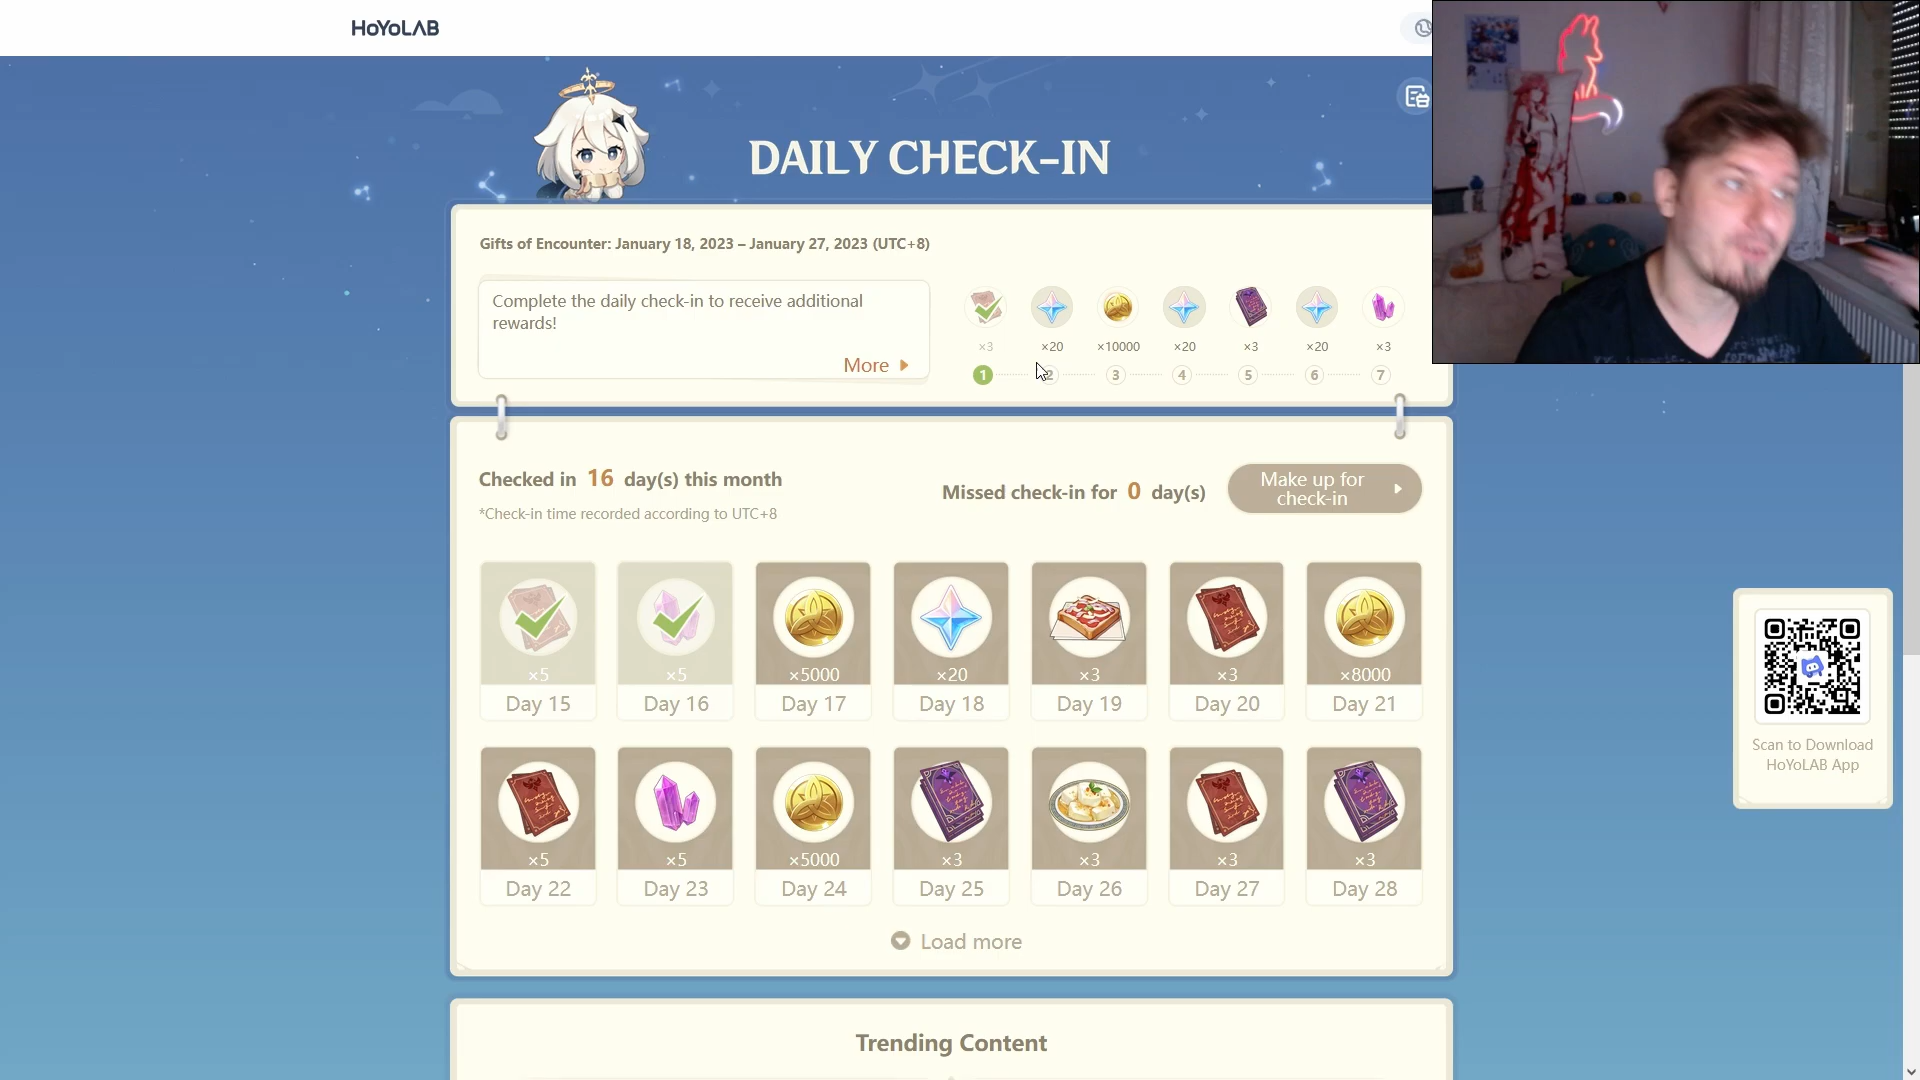 HoYoLAB
DAILY CHECK-IN
Gifts of Encounter: January 18, 2023 – January 27, 2023 (UTC+8)
Complete the daily check-in to receive additional
rewards!
More
×3
×20
×10000
×20
×3
×20
×3
1
2
3
4
5
6
7
Checked in 16 day(s) this month
*Check-in time recorded according to UTC+8
Missed check-in for 0 day(s)
Make up for
check-in
×5
×5
×5000
×20
×3
×3
×8000
Day 15
Day 16
Day 17
Day 18
Day 19
Day 20
Day 21
×5
×5
×5000
×3
×3
×3
×3
Day 22
Day 23
Day 24
Day 25
Day 26
Day 27
Day 28
Load more
Scan to Download
HoYoLAB App
Trending Content